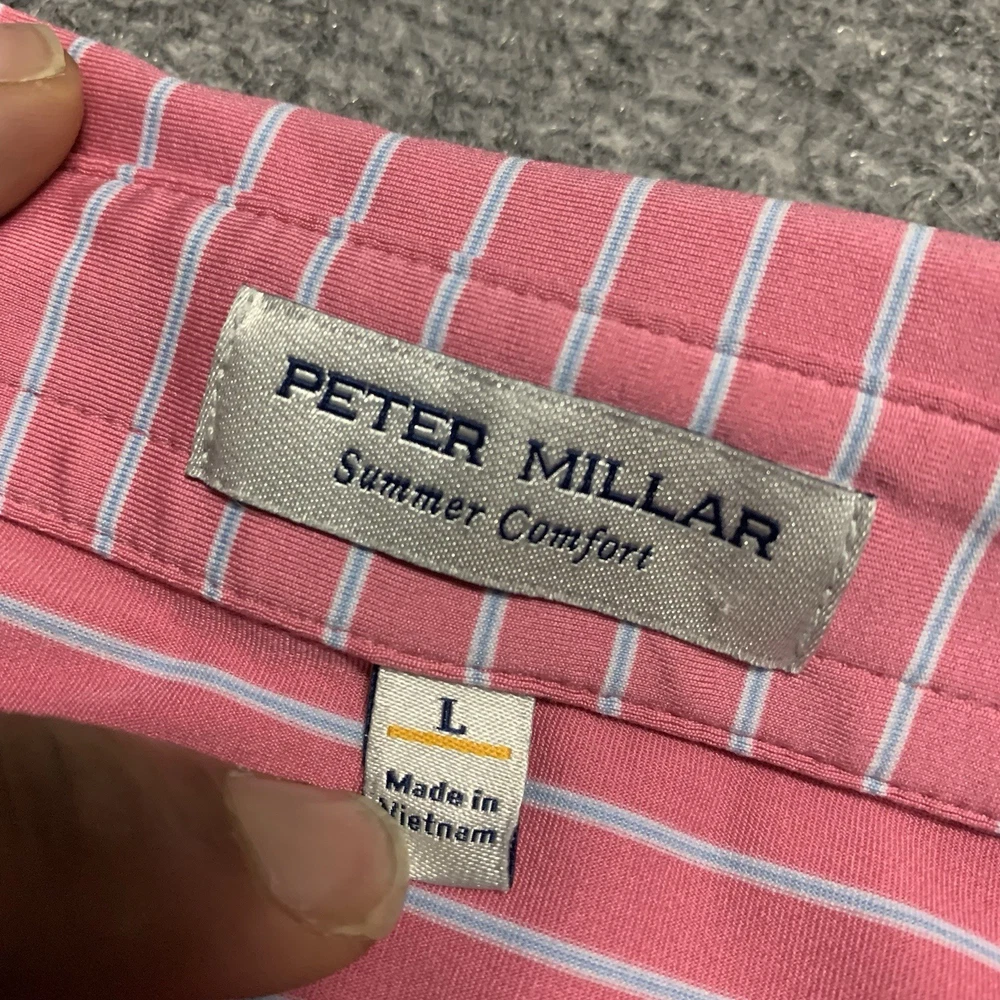 PETER MILLAR
Summer Comfort
L
Made in
Vietnam